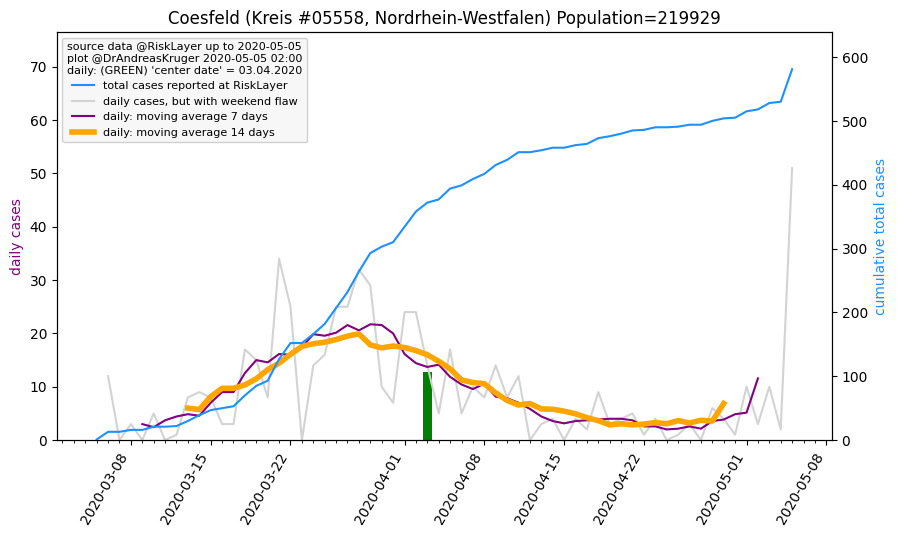 Coesfeld (Kreis #05558, Nordrhein-Westfalen) Population=219929
source data @RiskLayer up to 2020-05-05
plot @DrAndreasKruger 2020-05-05 02:00
daily: (GREEN) 'center date' = 03.04.2020
total cases reported at RiskLayer
daily cases, but with weekend flaw
daily: moving average 7 days
daily: moving average 14 days
daily cases
70
60
50
40
30
20
10
0
cumulative total cases
600
500
400
300
200
100
0
2020-03-08
2020-03-15
2020-03-22
2020-04-01
2020-04-08
2020-04-15
2020-04-22
2020-05-01
2020-05-08